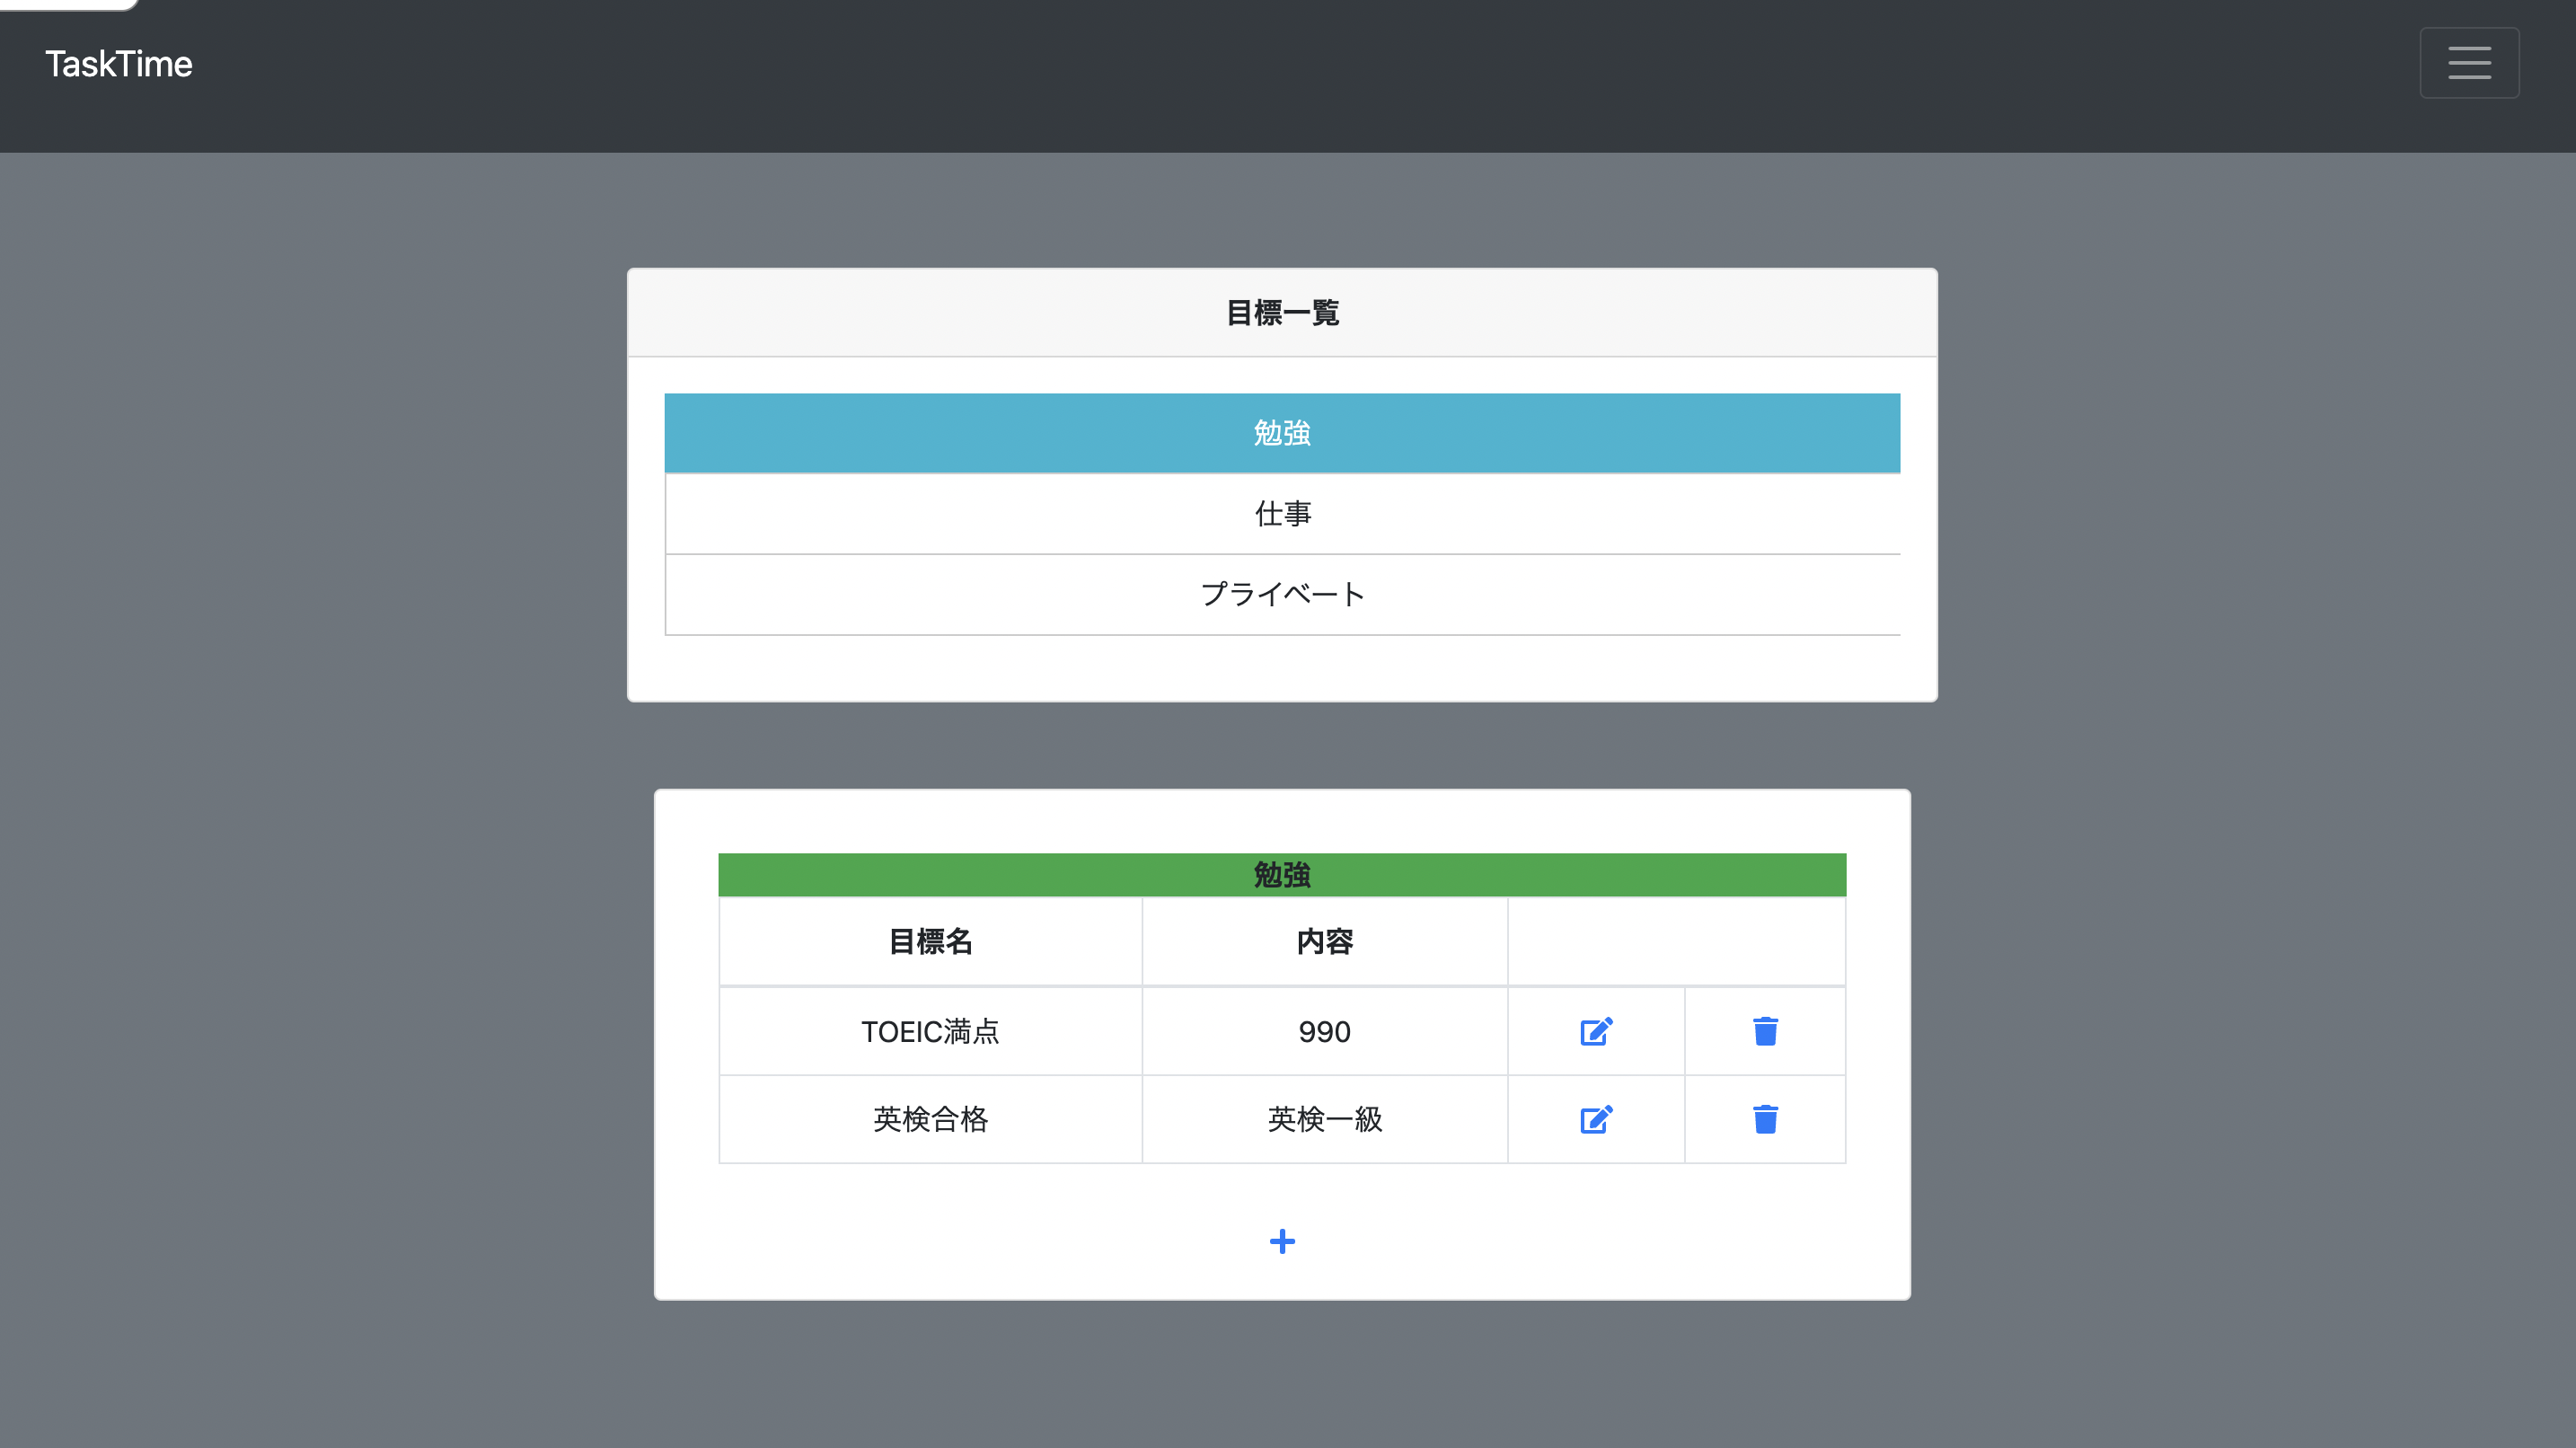 TaskTime
目標一覧
勉強
仕事
プライベート
勉強
目標名 内容
TOEIC満点 990
英検合格 英検一級